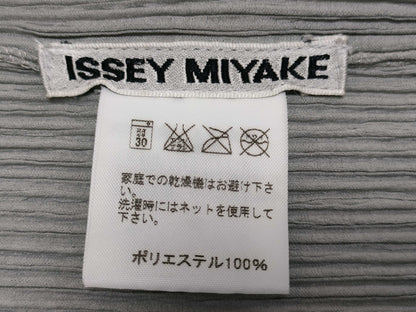 ISSEY MIYAKE
30
家庭での乾燥機はお避け下さい。
洗濯時にはネットを使用して下さい。
ポリエステル100%